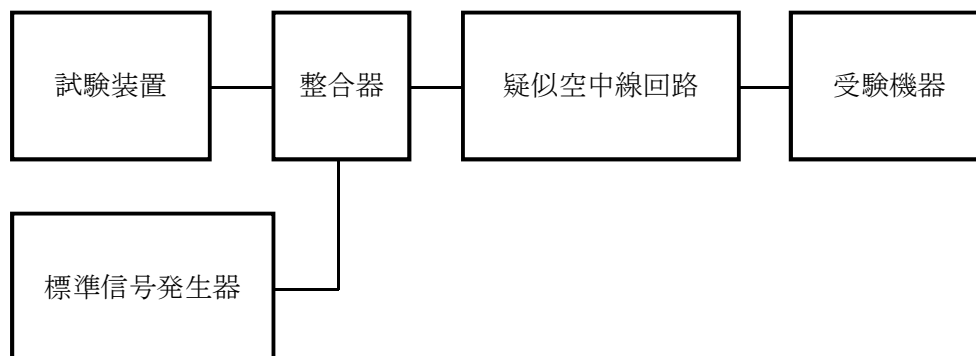 試験装置
整合器
疑似空中線回路
受験機器
標準信号発生器